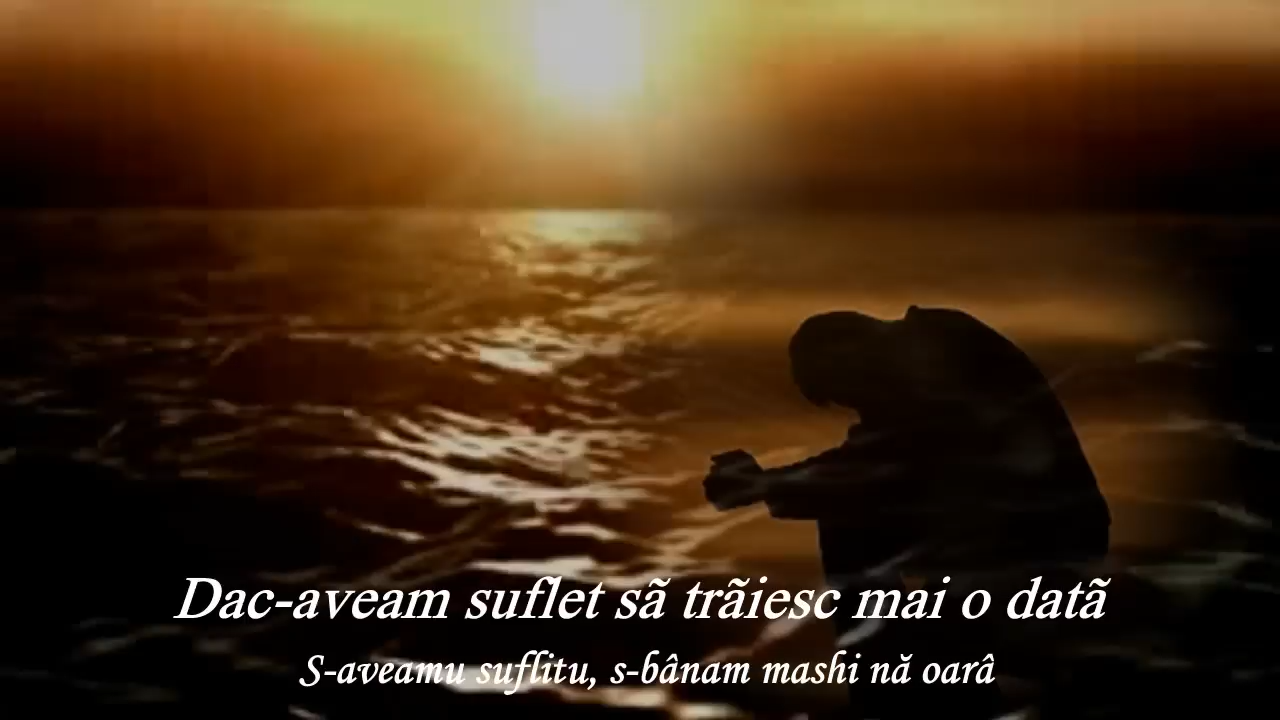 Dac-aveam suflet sã trãiesc mai o datã
S-aveamu suflitu, s-bânam mashi nă oarâ